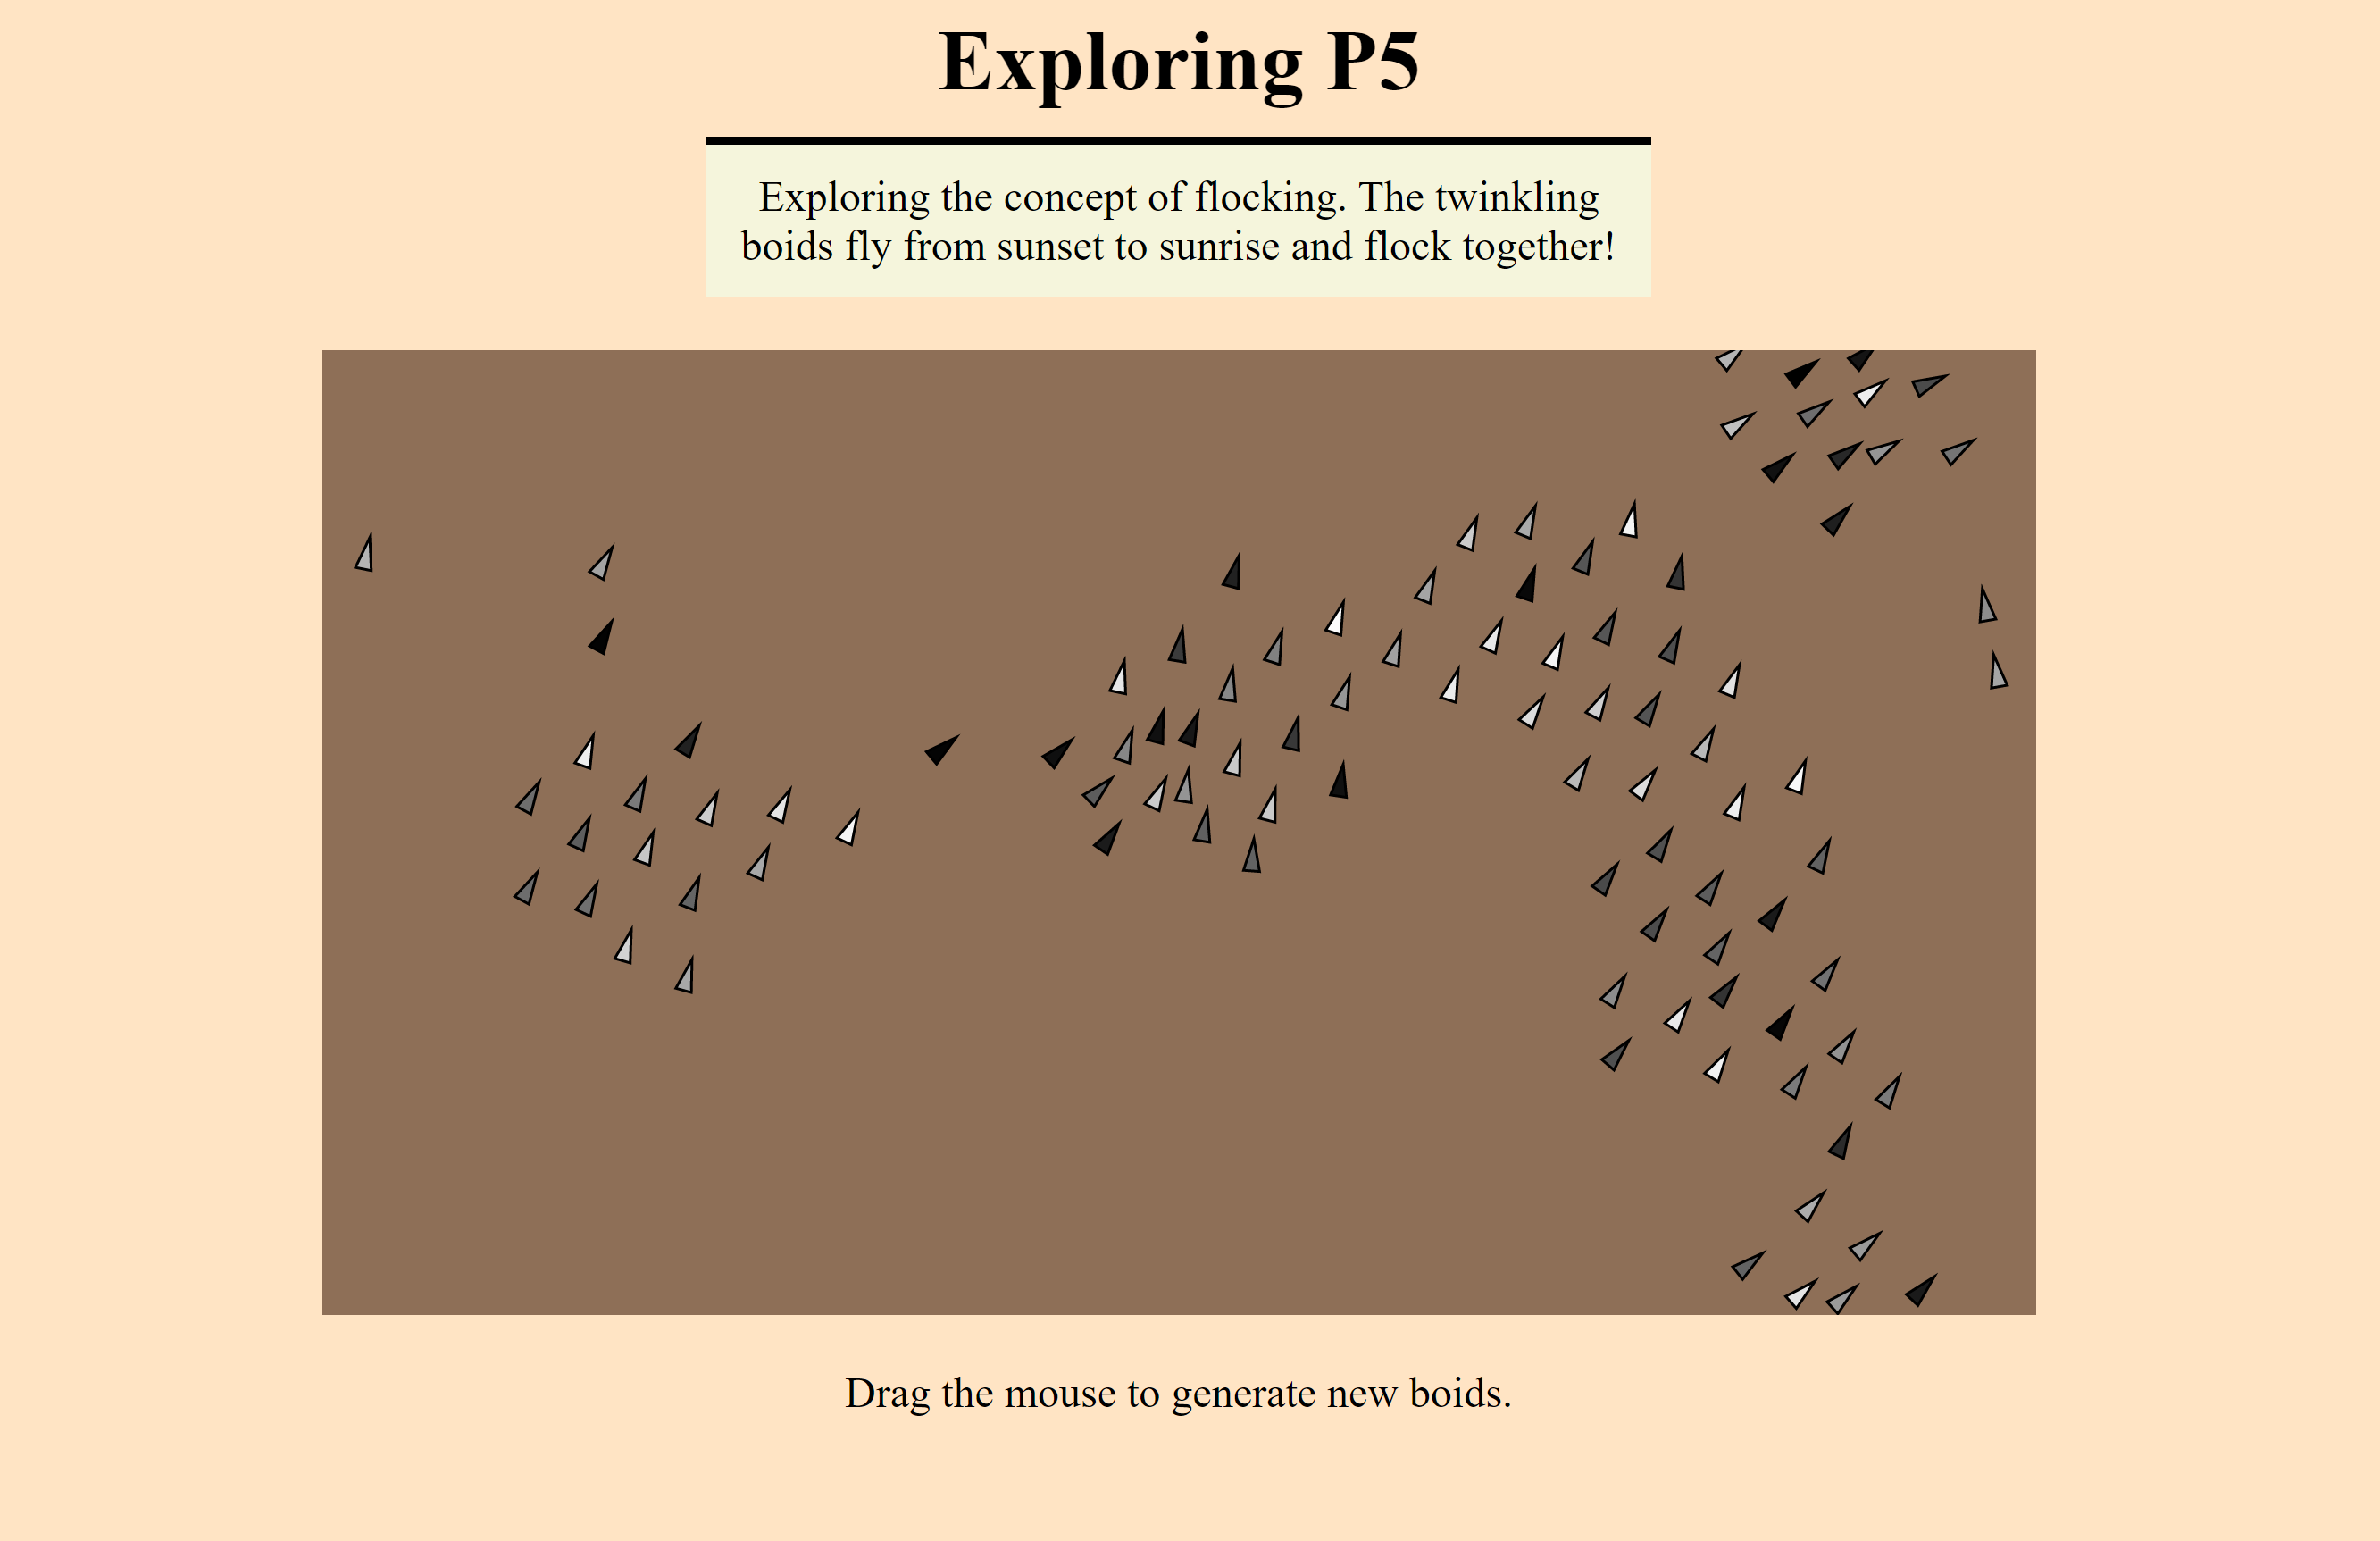 Exploring P5
Exploring the concept of flocking. The twinkling
boids fly from sunset to sunrise and flock together!
Drag the mouse to generate new boids.